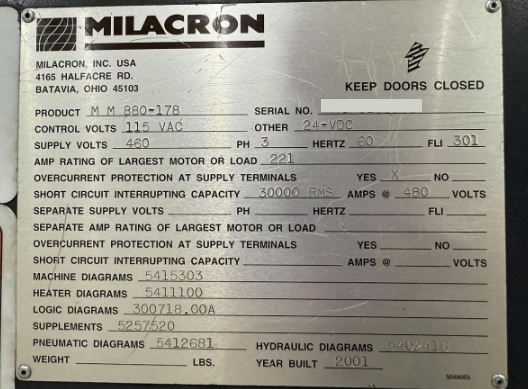 MILACRON
MILACRON, INC. USA
4165 HALFACRE RD.
BATAVIA, OHIO 45103
KEEP DOORS CLOSED
PRODUCT M M 880-178 SERIAL NO.
CONTROL VOLTS 115 VAC OTHER 24-VDC
SUPPLY VOLTS 460 PH 3 HERTZ 60 FLI 301
AMP RATING OF LARGEST MOTOR OR LOAD 221
OVERCURRENT PROTECTION AT SUPPLY TERMINALS YES X NO
SHORT CIRCUIT INTERRUPTING CAPACITY 30000 RMS AMPS @ 480 VOLTS
SEPARATE SUPPLY VOLTS PH HERTZ FLI
SEPARATE AMP RATING OF LARGEST MOTOR OR LOAD
OVERCURRENT PROTECTION AT SUPPLY TERMINALS YES NO
SHORT CIRCUIT INTERRUPTING CAPACITY AMPS @ VOLTS
MACHINE DIAGRAMS 5415303
HEATER DIAGRAMS 5411100
LOGIC DIAGRAMS 300718.00A
SUPPLEMENTS 5257520
PNEUMATIC DIAGRAMS 5412681 HYDRAULIC DIAGRAMS
WEIGHT LBS. YEAR BUILT 2001